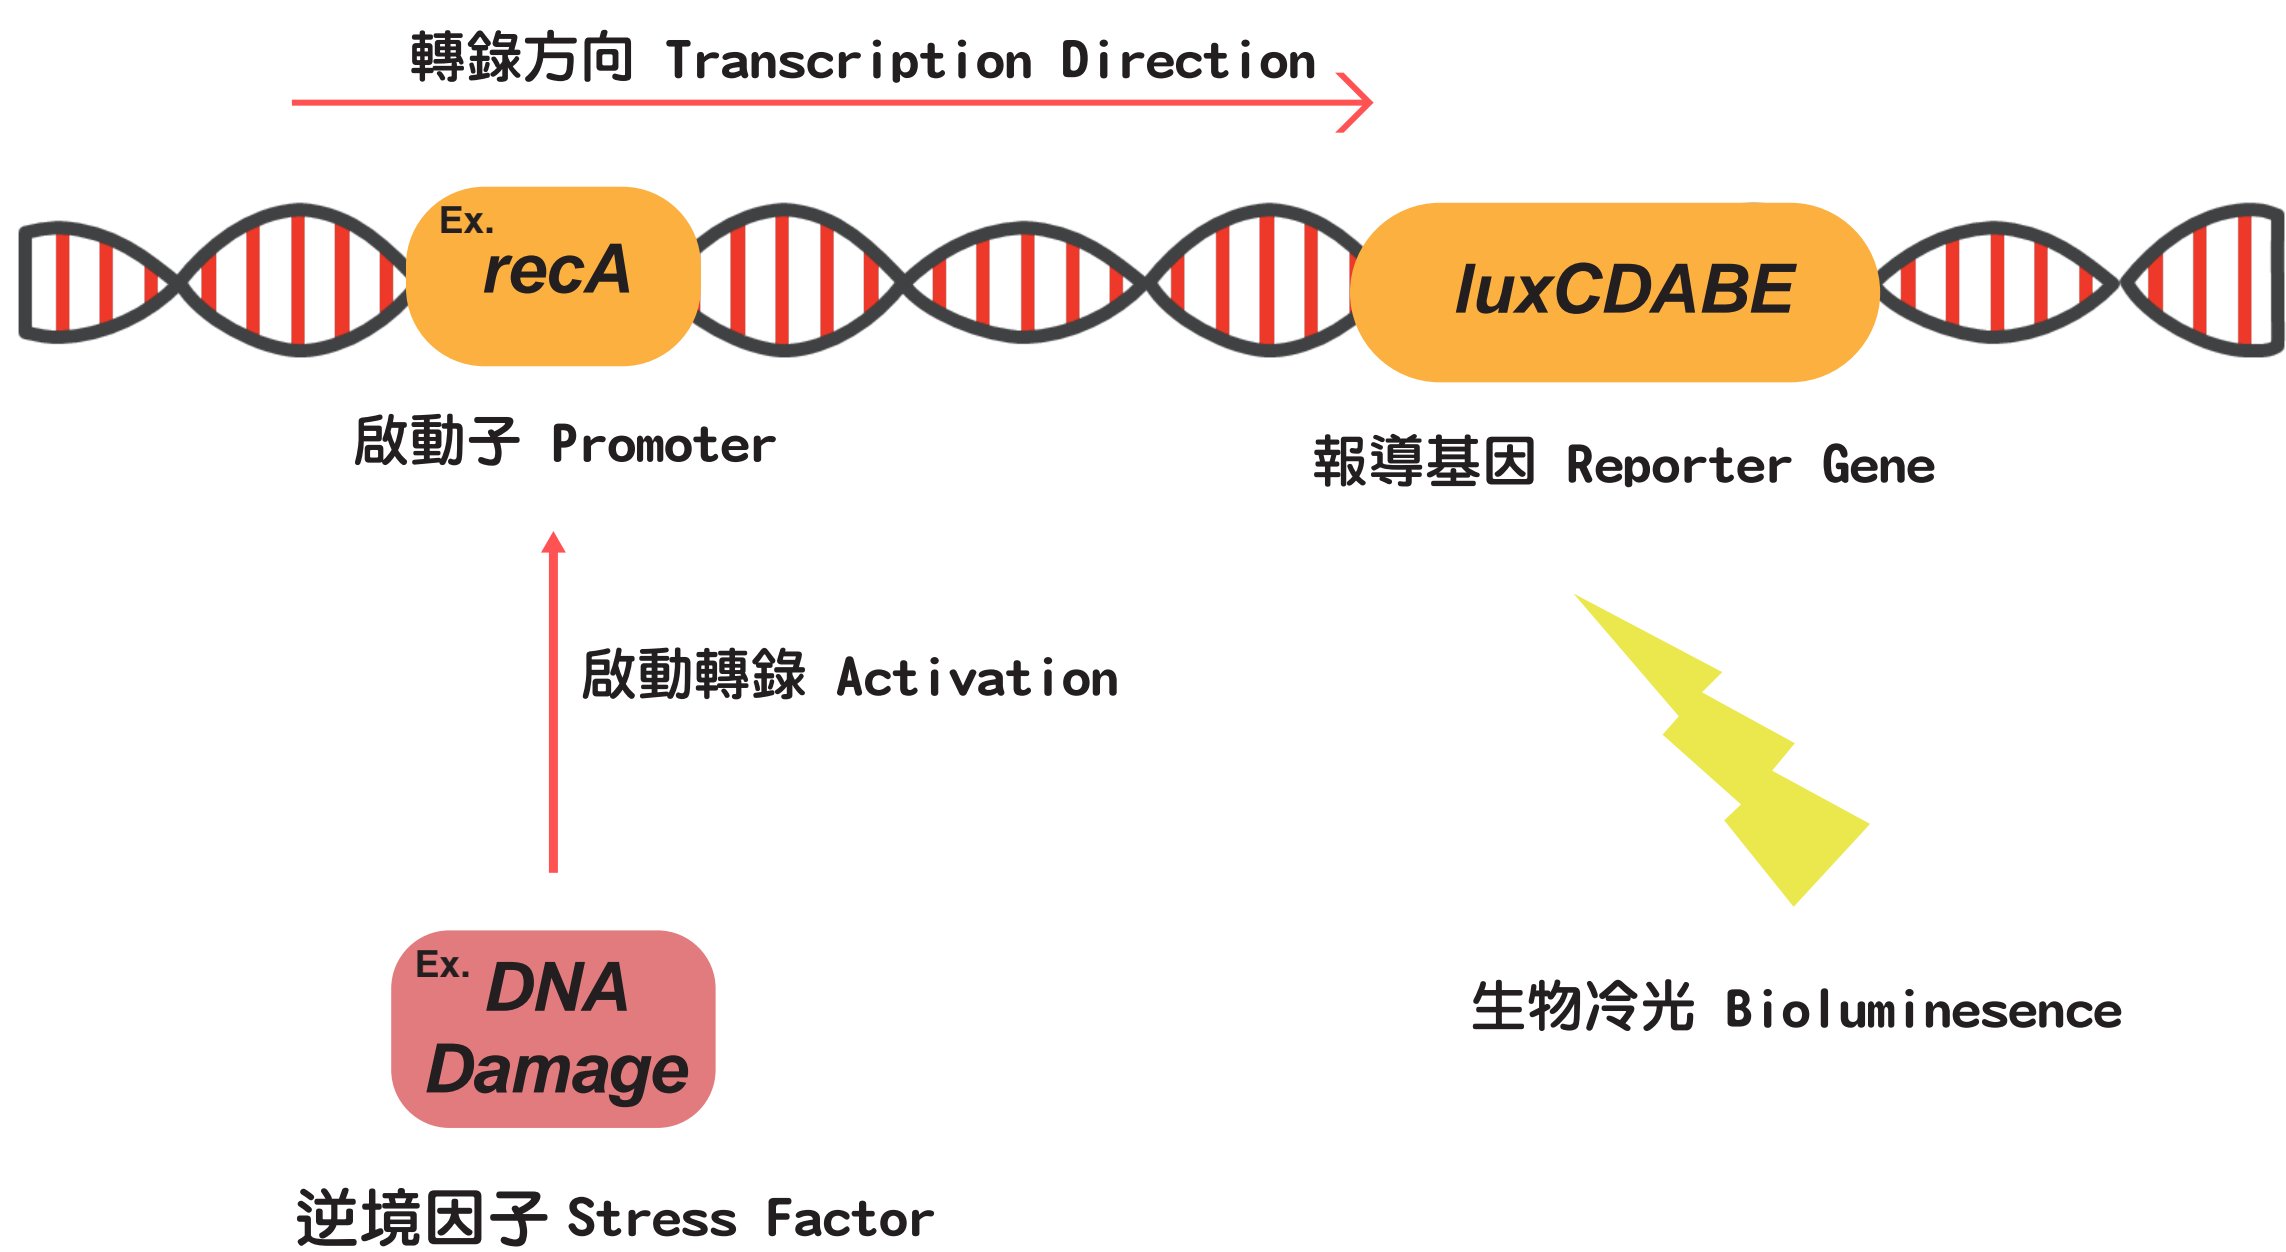 轉錄方向 Transcription Direction
Ex.
recA
luxCDABE
啟動子 Promoter
報導基因 Reporter Gene
啟動轉錄 Activation
Ex. DNA
Damage
生物冷光 Bioluminesence
逆境因子 Stress Factor